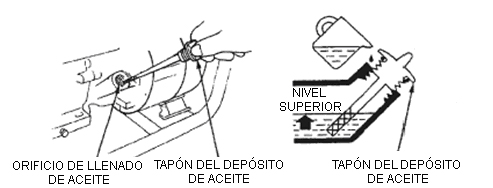 NIVEL
SUPERIOR
ORIFICIO DE LLENADO
DE ACEITE
TAPÓN DEL DEPÓSITO
DE ACEITE
TAPÓN DEL DEPÓSITO
DE ACEITE